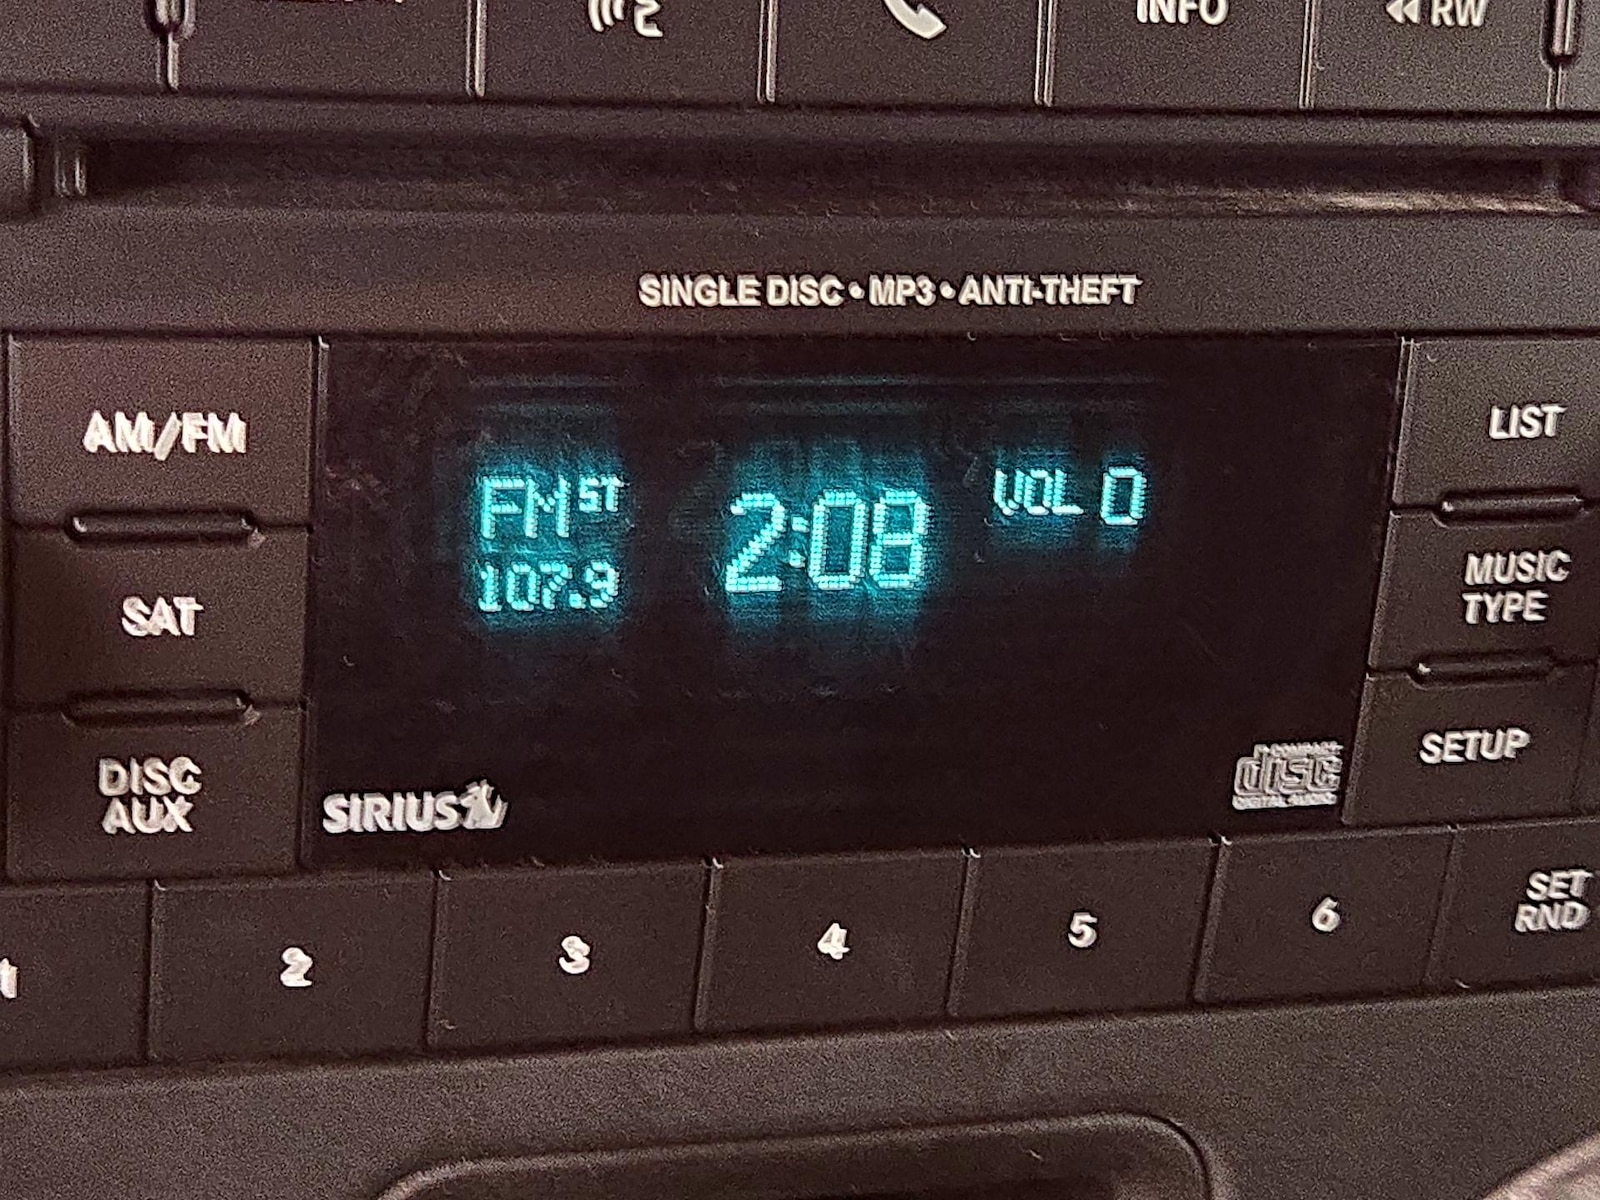 INFO
RW
SINGLE DISC • MP3 • ANTI-THEFT
AM/FM
LIST
FM ST
2:08
VOL 0
107.9
MUSIC
TYPE
SAT
SETUP
DISC
AUX
SIRIUS
COMPACT
disc
DIGITAL AUDIO
1
2
3
4
5
6
SET
RND